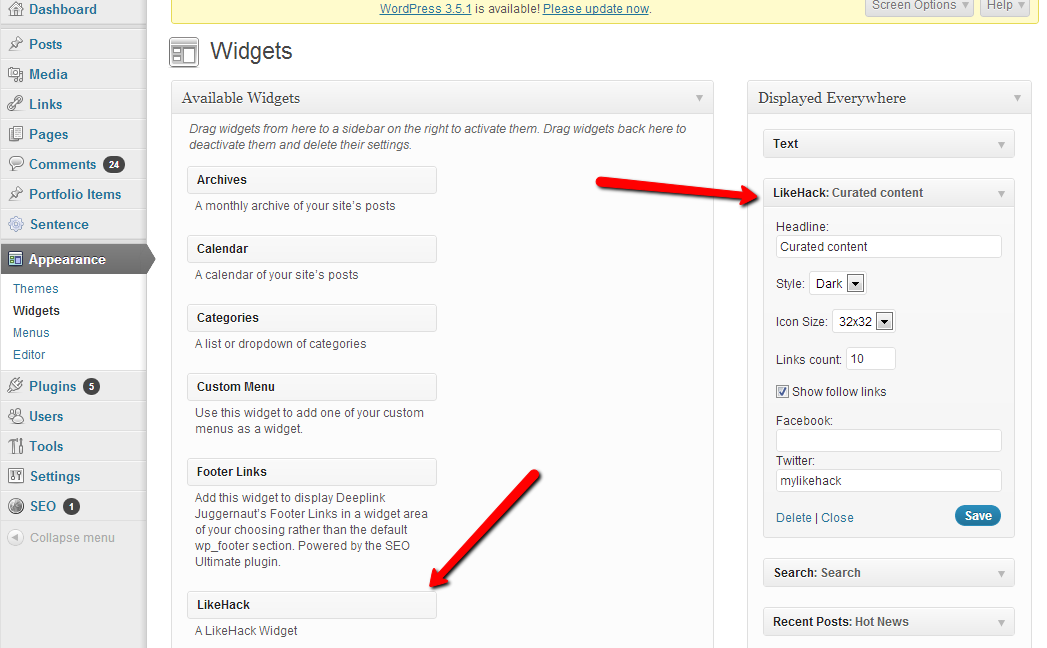 WordPress 3.5.1 is available! Please update now.
Screen Options
Help
Dashboard
Posts
Media
Links
Pages
Comments 24
Portfolio Items
Sentence
Appearance
Themes
Widgets
Menus
Editor
Plugins 5
Users
Tools
Settings
SEO 1
Collapse menu
Widgets
Available Widgets
Drag widgets from here to a sidebar on the right to activate them. Drag widgets back here to
deactivate them and delete their settings.
Archives
A monthly archive of your site's posts
Calendar
A calendar of your site's posts
Categories
A list or dropdown of categories
Custom Menu
Use this widget to add one of your custom
menus as a widget.
Footer Links
Add this widget to display Deeplink
Juggernaut's Footer Links in a widget area
of your choosing rather than the default
wp_footer section. Powered by the SEO
Ultimate plugin.
LikeHack
A LikeHack Widget
Displayed Everywhere
Text
LikeHack: Curated content
Headline:
Curated content
Style: Dark
Icon Size: 32x32
Links count: 10
Show follow links
Facebook:
Twitter:
mylikehack
Delete | Close
Save
Search: Search
Recent Posts: Hot News